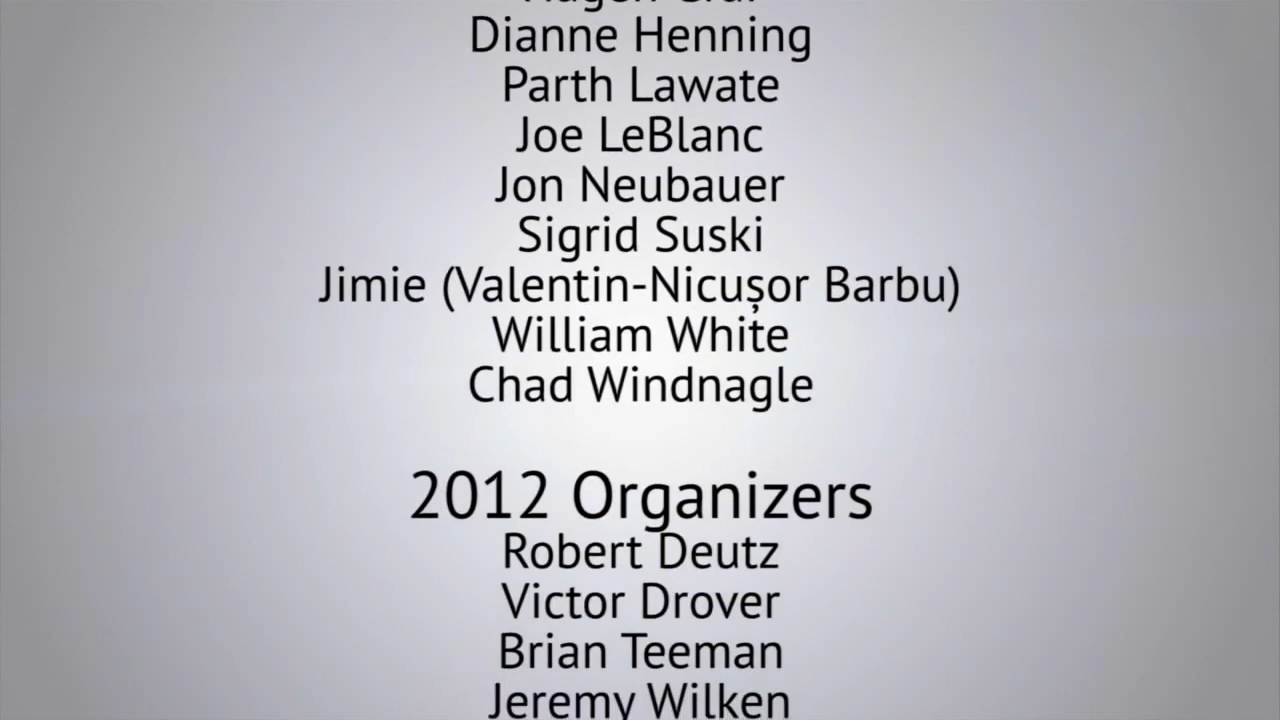 Dianne Henning
Parth Lawate
Joe LeBlanc
Jon Neubauer
Sigrid Suski
Jimie (Valentin-Nicușor Barbu)
William White
Chad Windnagle
2012 Organizers
Robert Deutz
Victor Drover
Brian Teeman
Jeremy Wilken